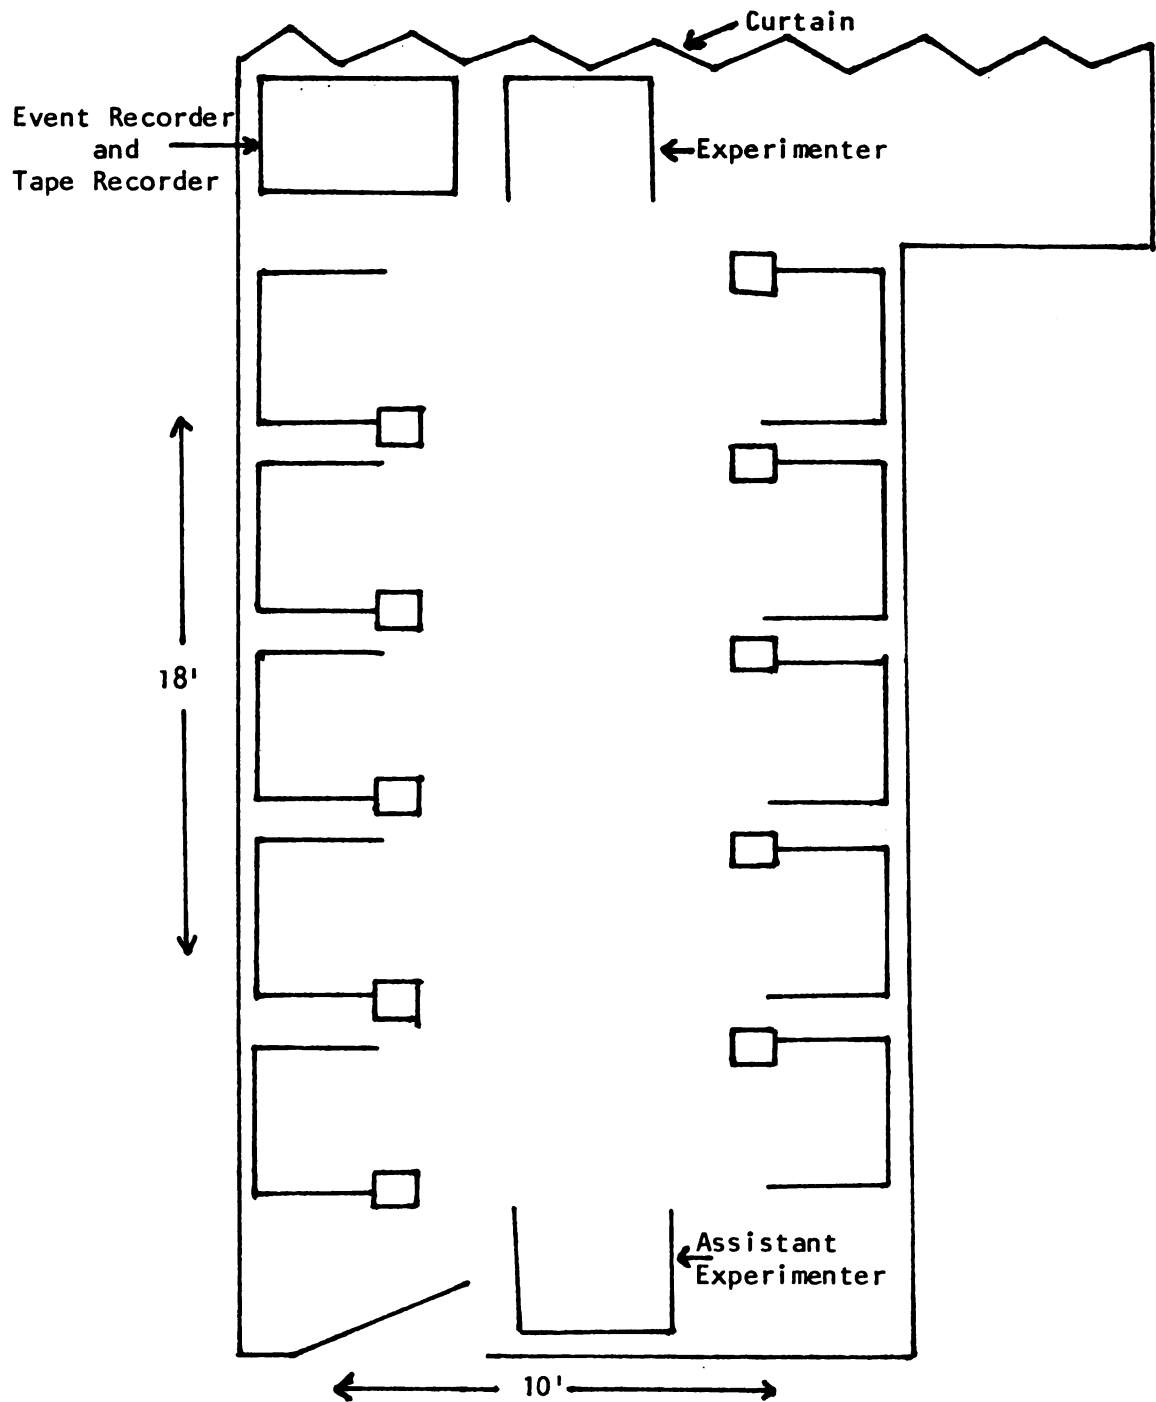 Curtain
Event Recorder
and
Tape Recorder
Experimenter
18'
Assistant
Experimenter
10'